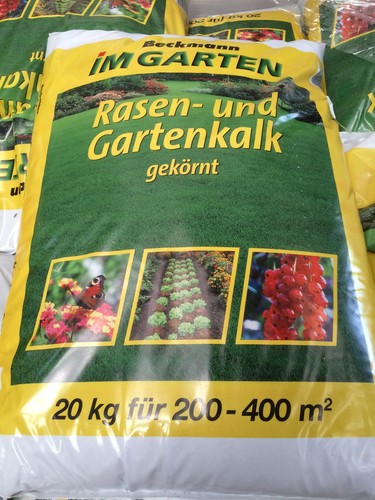 Beckmann
iM GARTEN
Rasen- und
Gartenkalk
gekörnt
20 kg für 200 - 400 m²